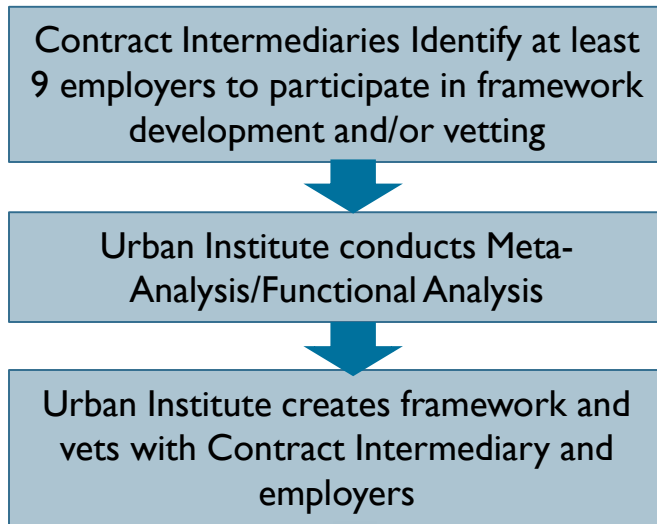 Contract Intermediaries Identify at least
9 employers to participate in framework
development and/or vetting
Urban Institute conducts Meta-
Analysis/Functional Analysis
Urban Institute creates framework and
vets with Contract Intermediary and
employers